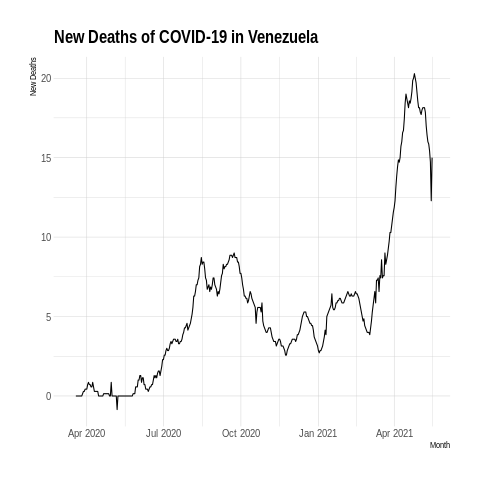 New Deaths of COVID-19 in Venezuela
New Deaths
20
15
10
5
0
Apr 2020 Jul 2020 Oct 2020 Jan 2021 Apr 2021
Month